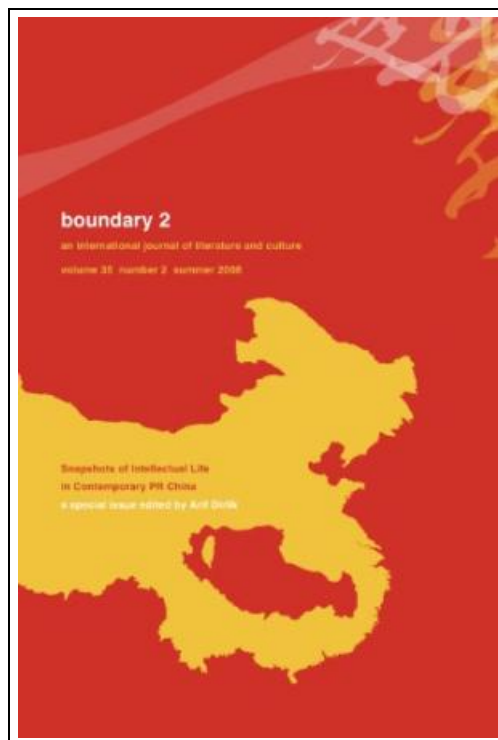 boundary 2
an international journal of literature and culture
volume 35 number 2 summer 2008
Snapshots of Intellectual Life
in Contemporary PR China
a special issue edited by Arif Dirlik